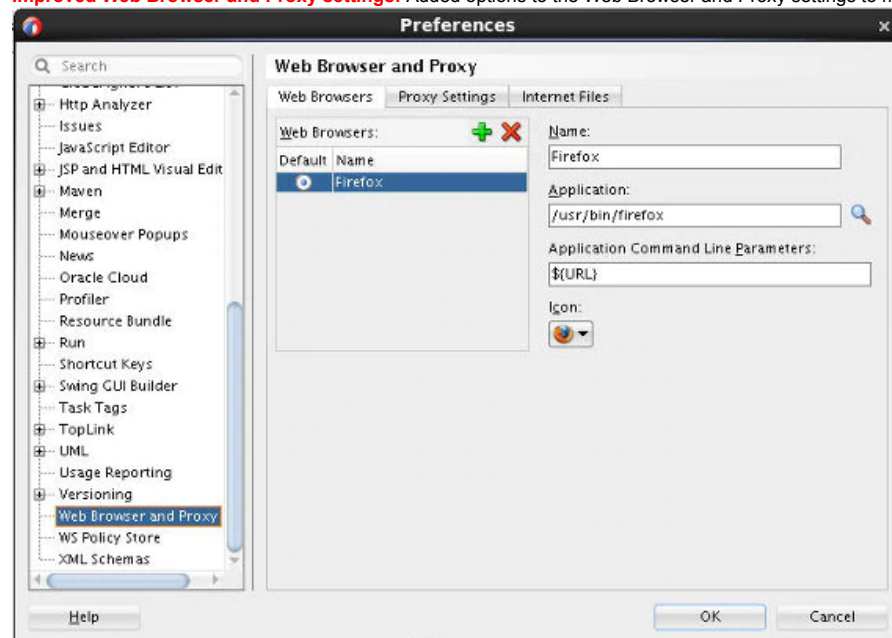 Improved Web Browser and Proxy settings: Added options to the Web Browser and Proxy settings to
Preferences
Search
Web Browser and Proxy
Web Browsers Proxy Settings Internet Files
Http Analyzer
Issues
JavaScript Editor
JSP and HTML Visual Edit
Maven
Merge
Mouseover Popups
News
Oracle Cloud
Profiler
Resource Bundle
Run
Shortcut Keys
Swing GUI Builder
Task Tags
TopLink
UML
Usage Reporting
Versioning
Web Browser and Proxy
WS Policy Store
XML Schemas
Web Browsers:
Default Name
Firefox
Name:
Firefox
Application:
/usr/bin/firefox
Application Command Line Parameters:
${URL}
Icon:
Help
OK Cancel